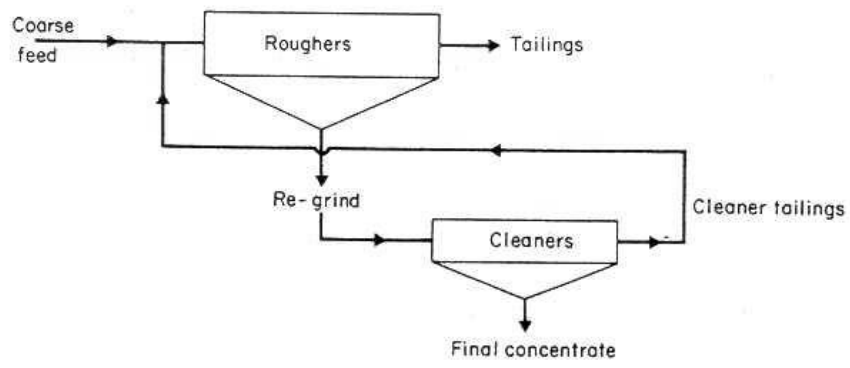 Coarse
feed
Roughers
Tailings
Re-grind
Cleaners
Cleaner tailings
Final concentrate